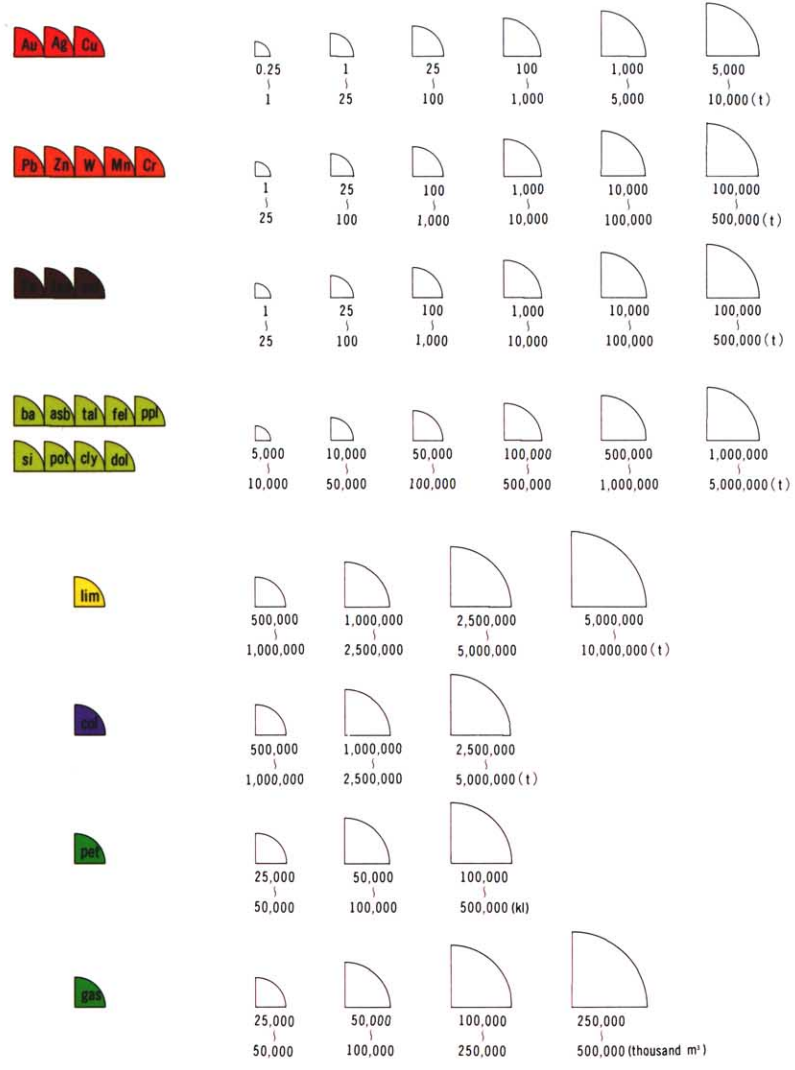 Au Ag Cu
0.25 1 25 100 1,000 5,000
1 25 100 1,000 5,000 10,000 (t)
Pb Zn W Mn Cr
1 25 100 1,000 10,000 100,000
25 100 1,000 10,000 100,000 500,000 (t)
1 25 100 1,000 10,000 100,000
25 100 1,000 10,000 100,000 500,000 (t)
ba asb tal fel ppl
si pot cly dol
5,000 10,000 50,000 100,000 500,000 1,000,000
10,000 50,000 100,000 500,000 1,000,000 5,000,000 (t)
lim
500,000 1,000,000 2,500,000 5,000,000
1,000,000 2,500,000 5,000,000 10,000,000 (t)
col
500,000 1,000,000 2,500,000
1,000,000 2,500,000 5,000,000 (t)
pet
25,000 50,000 100,000
50,000 100,000 500,000 (kl)
gas
25,000 50,000 100,000 250,000
50,000 100,000 250,000 500,000 (thousand m³)